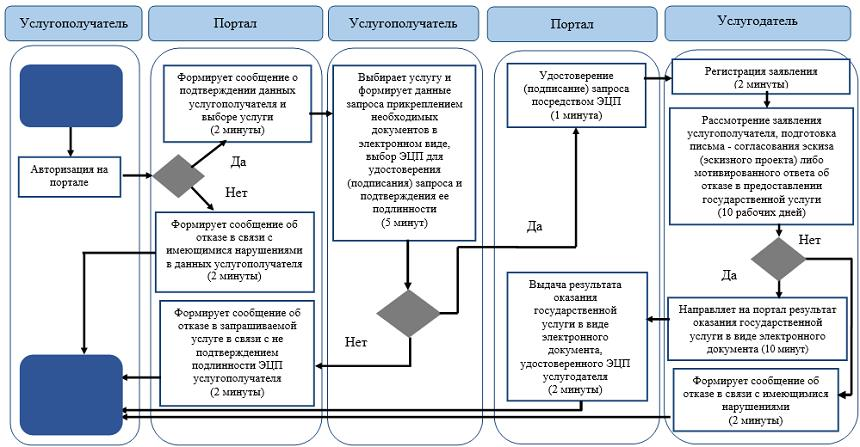 Услугополучатель
Портал
Услугополучатель
Портал
Услугодатель
Авторизация на
портале
Формирует сообщение о
подтверждении данных
услугополучателя и
выборе услуги
(2 минуты)
Да
Нет
Формирует сообщение об
отказе в связи с
имеющимися нарушениями
в данных услугополучателя
(2 минуты)
Формирует сообщение об
отказе в запрашиваемой
услуге в связи с не
подтверждением
подлинности ЭЦП
услугополучателя
(2 минуты)
Выбирает услугу и
формирует данные
запроса прикреплением
необходимых
документов в
электронном виде,
выбор ЭЦП для
удостоверения
(подписания) запроса и
подтверждения ее
подлинности
(5 минут)
Да
Нет
Удостоверение
(подписание) запроса
посредством ЭЦП
(1 минута)
Выдача результата
оказания
государственной
услуги в виде
электронного
документа,
удостоверенного ЭЦП
услугодателя
(2 минуты)
Регистрация заявления
(2 минуты)
Рассмотрение заявления
услугополучателя, подготовка
письма - согласования эскиза
(эскизного проекта) либо
мотивированного ответа об
отказе в предоставлении
государственной услуги
(10 рабочих дней)
Нет
Да
Направляет на портал результат
оказания государственной
услуги в виде электронного
документа (10 минут)
Формирует сообщение об
отказе в связи с имеющимися
нарушениями
(2 минуты)